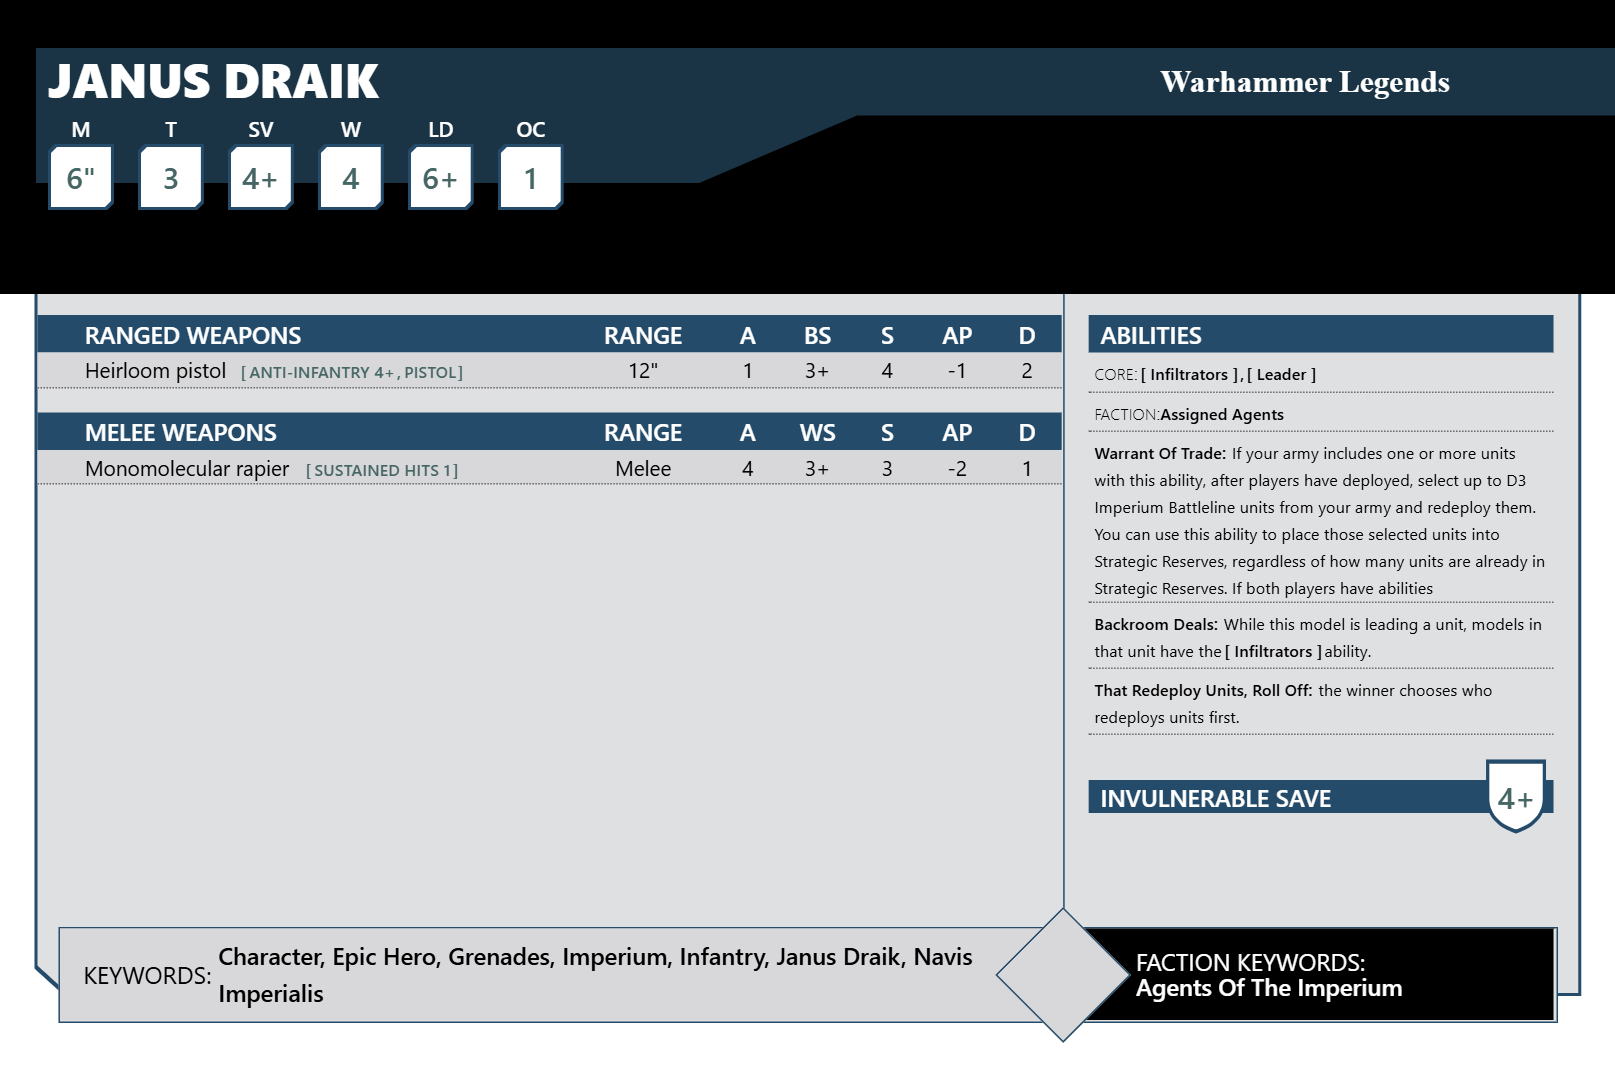 JANUS DRAIK
Warhammer Legends
M T SV W LD OC
6" 3 4+ 4 6+ 1
RANGED WEAPONS RANGE A BS S AP D
Heirloom pistol [ ANTI-INFANTRY 4+ , PISTOL ] 12" 1 3+ 4 -1 2
MELEE WEAPONS RANGE A WS S AP D
Monomolecular rapier [ SUSTAINED HITS 1 ] Melee 4 3+ 3 -2 1
ABILITIES
CORE: [ Infiltrators ] , [ Leader ]
FACTION:Assigned Agents
Warrant Of Trade: If your army includes one or more units
with this ability, after players have deployed, select up to D3
Imperium Battleline units from your army and redeploy them.
You can use this ability to place those selected units into
Strategic Reserves, regardless of how many units are already in
Strategic Reserves. If both players have abilities
Backroom Deals: While this model is leading a unit, models in
that unit have the [ Infiltrators ] ability.
That Redeploy Units, Roll Off: the winner chooses who
redeploys units first.
INVULNERABLE SAVE 4+
KEYWORDS: Character, Epic Hero, Grenades, Imperium, Infantry, Janus Draik, Navis
Imperialis
FACTION KEYWORDS:
Agents Of The Imperium